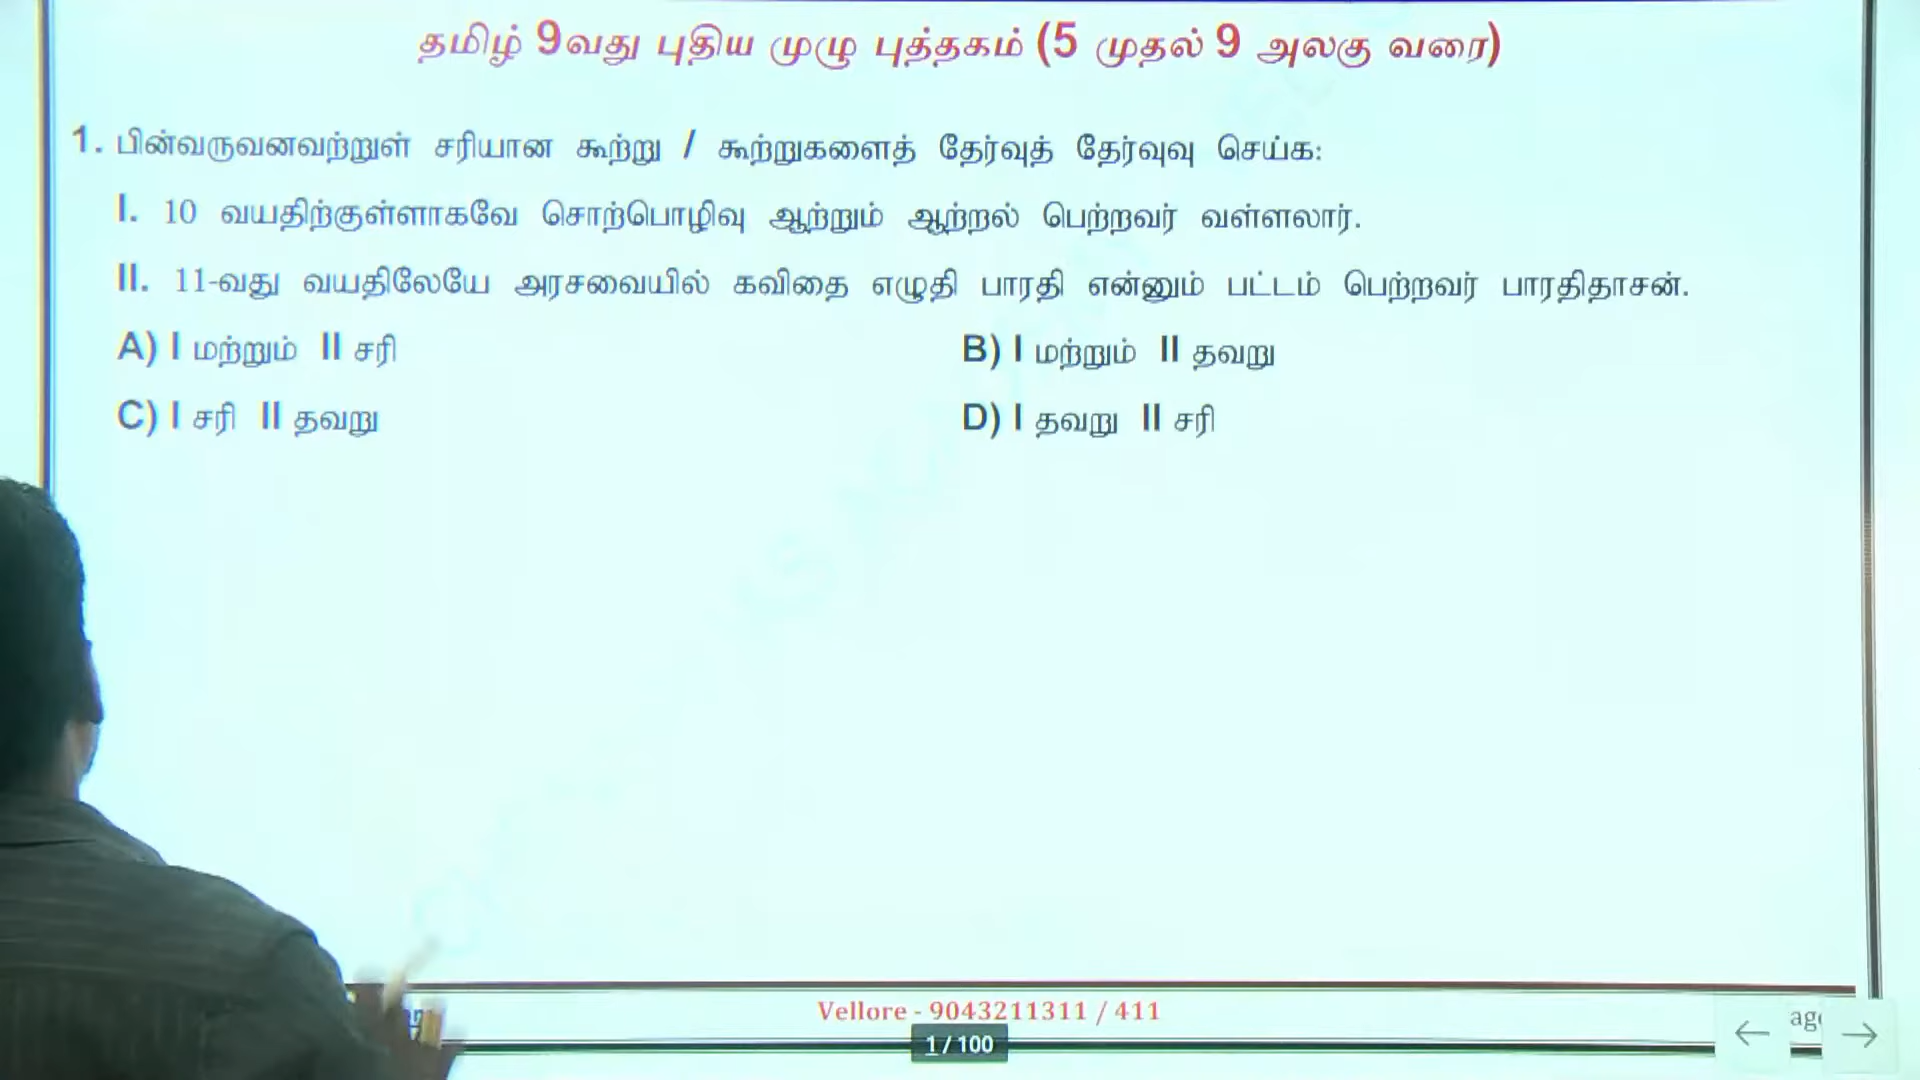 தமிழ் 9வது புதிய முழு புத்தகம் (5 முதல் 9 அலகு வரை)
1. பின்வருவனவற்றுள் சரியான கூற்று / கூற்றுகளைத் தேர்வுத் தேர்வுவு செய்க:
I. 10 வயதிற்குள்ளாகவே சொற்பொழிவு ஆற்றும் ஆற்றல் பெற்றவர் வள்ளலார்.
II. 11-வது வயதிலேயே அரசவையில் கவிதை எழுதி பாரதி என்னும் பட்டம் பெற்றவர் பாரதிதாசன்.
A) I மற்றும் II சரி B) I மற்றும் II தவறு
C) I சரி II தவறு D) I தவறு II சரி
Vellore - 9043211311 / 411
1 / 100